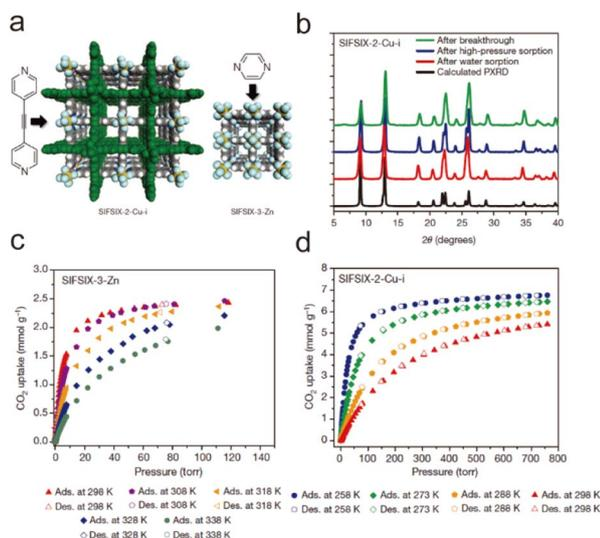 a
N
N
N
N
SIFSIX-2-Cu-i
SIFSIX-3-Zn
b
SIFSIX-2-Cu-i
After breakthrough
After high-pressure sorption
After water sorption
Calculated PXRD
5 10 15 20 25 30 35 40
2θ (degrees)
c
SIFSIX-3-Zn
CO2 uptake (mmol g⁻¹)
3.0
2.5
2.0
1.5
1.0
0.5
0.0
0 20 40 60 80 100 120 140
Pressure (torr)
Ads. at 298 K Ads. at 308 K Ads. at 318 K
Des. at 298 K Des. at 308 K Des. at 318 K
Ads. at 328 K Ads. at 338 K
Des. at 328 K Des. at 338 K
d
SIFSIX-2-Cu-i
CO₂ uptake (mmol g⁻¹)
8
7
6
5
4
3
2
1
0
0 100 200 300 400 500 600 700 800
Pressure (torr)
Ads. at 258 K Ads. at 273 K Ads. at 288 K Ads. at 298 K
Des. at 258 K Des. at 273 K Des. at 288 K Des. at 298 K